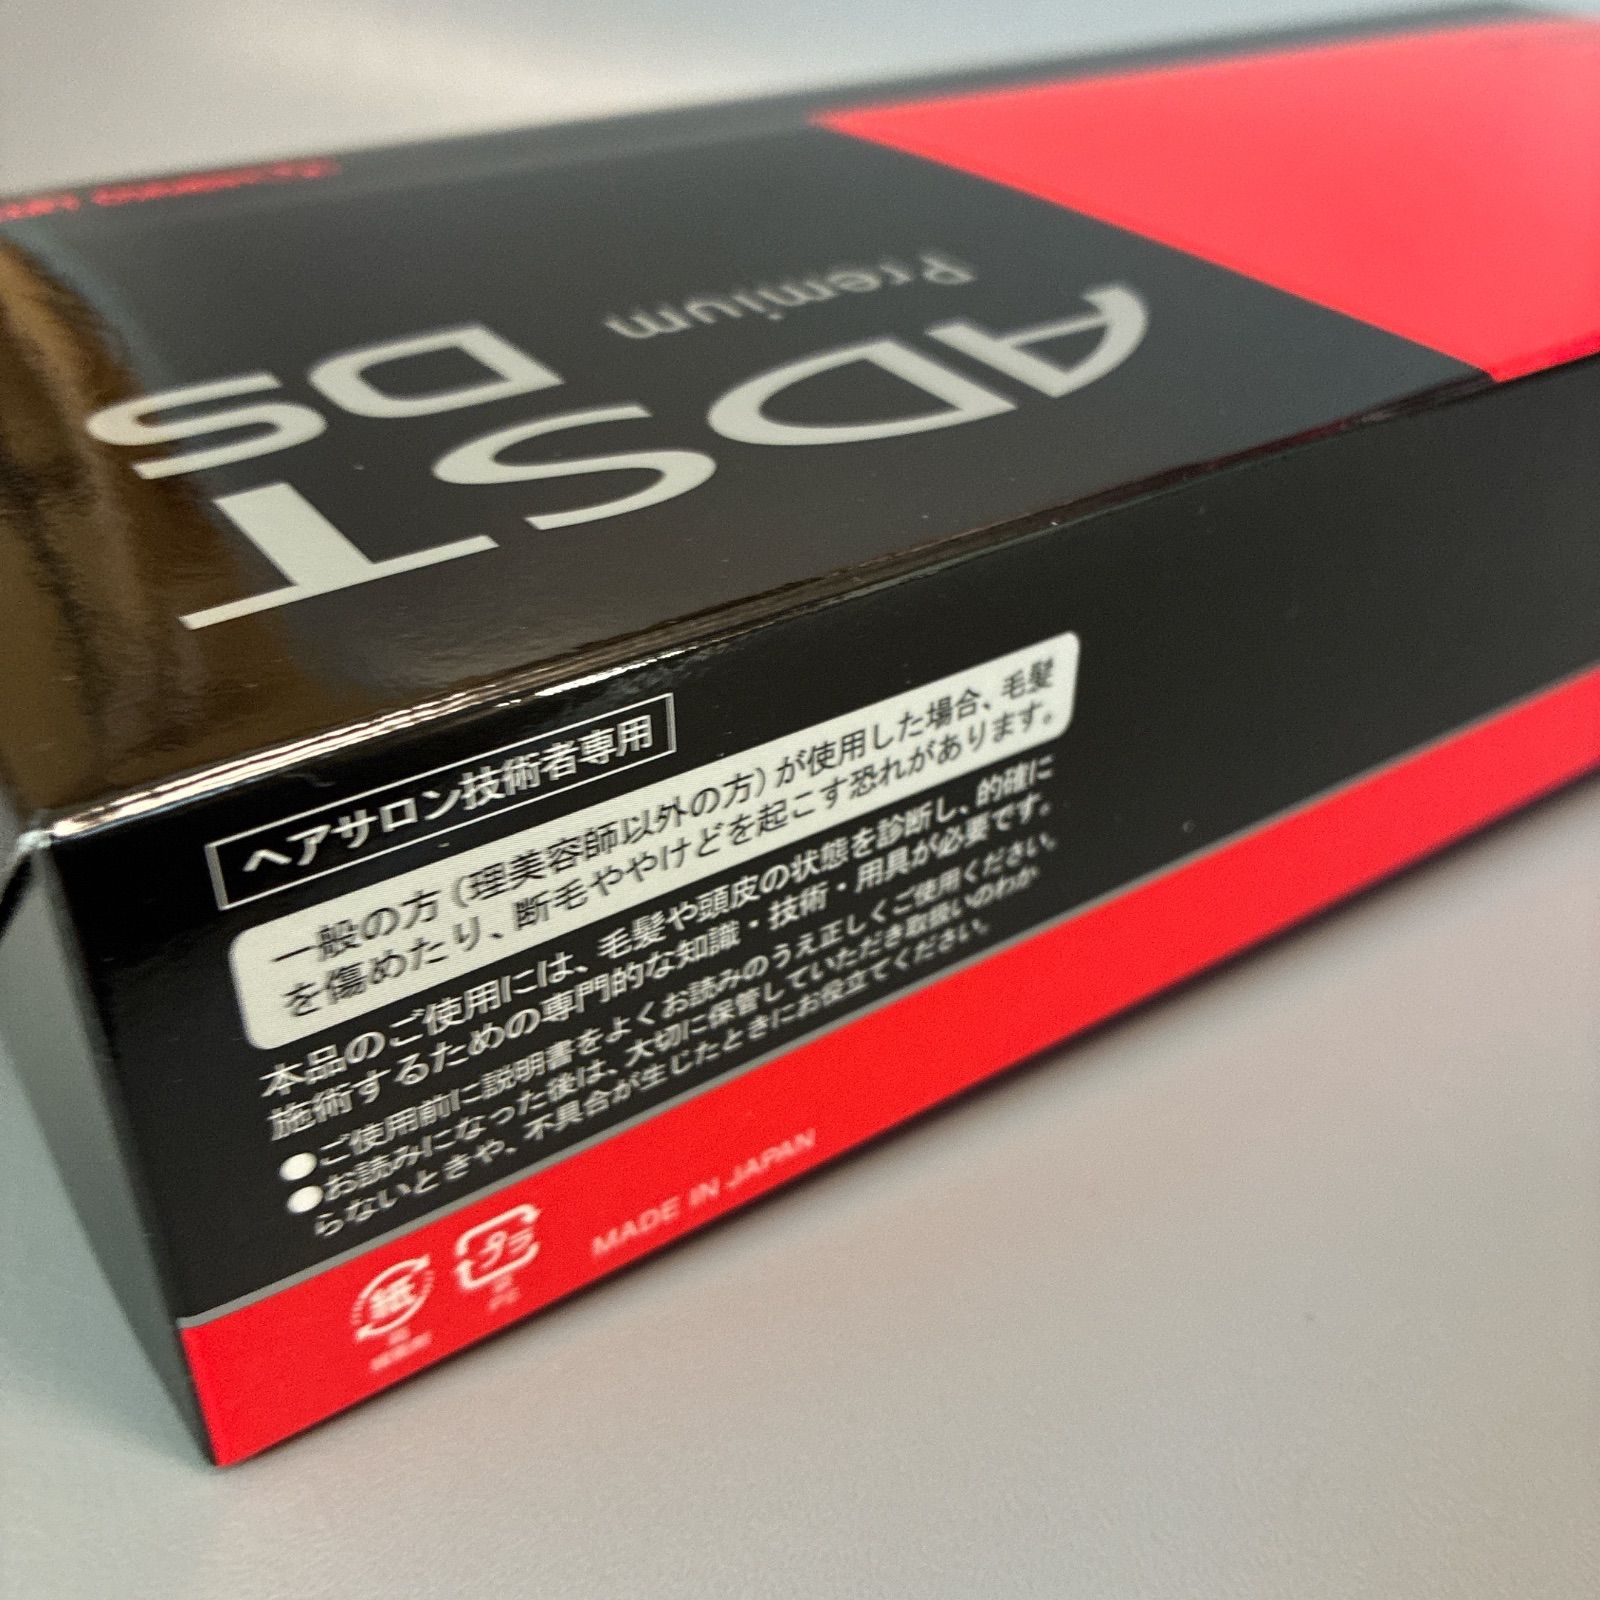 ADST
Premium
DS
ヘアサロン技術者専用
一般の方（理美容師以外の方）が使用した場合、毛髪
を傷めたり、断毛ややけどを起こす恐れがあります。
本品のご使用には、毛髪や頭皮の状態を診断し、的確に
施術するための専門的な知識・技術・用具が必要です。
●ご使用前に説明書をよくお読みのうえ正しくご使用ください。
●お読みになった後は、大切に保管していただき取扱いのわか
らないときや、不具合が生じたときにお役立てください。
紙
プラ
MADE IN JAPAN